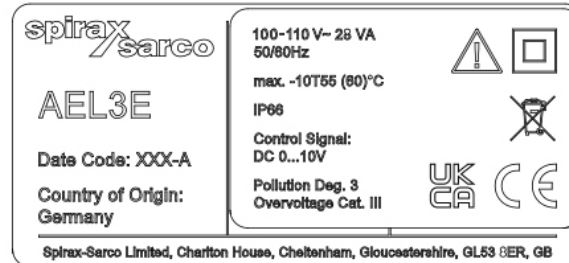 spirax
sarco
AEL3E
Date Code: XXX-A
Country of Origin:
Germany
100-110 V~ 28 VA
50/60Hz
max. -10T55 (60)°C
IP66
Control Signal:
DC 0...10V
Pollution Deg. 3
Overvoltage Cat. III
UK
CA
CE
Spirax-Sarco Limited, Charlton House, Cheltenham, Gloucestershire, GL53 8ER, GB